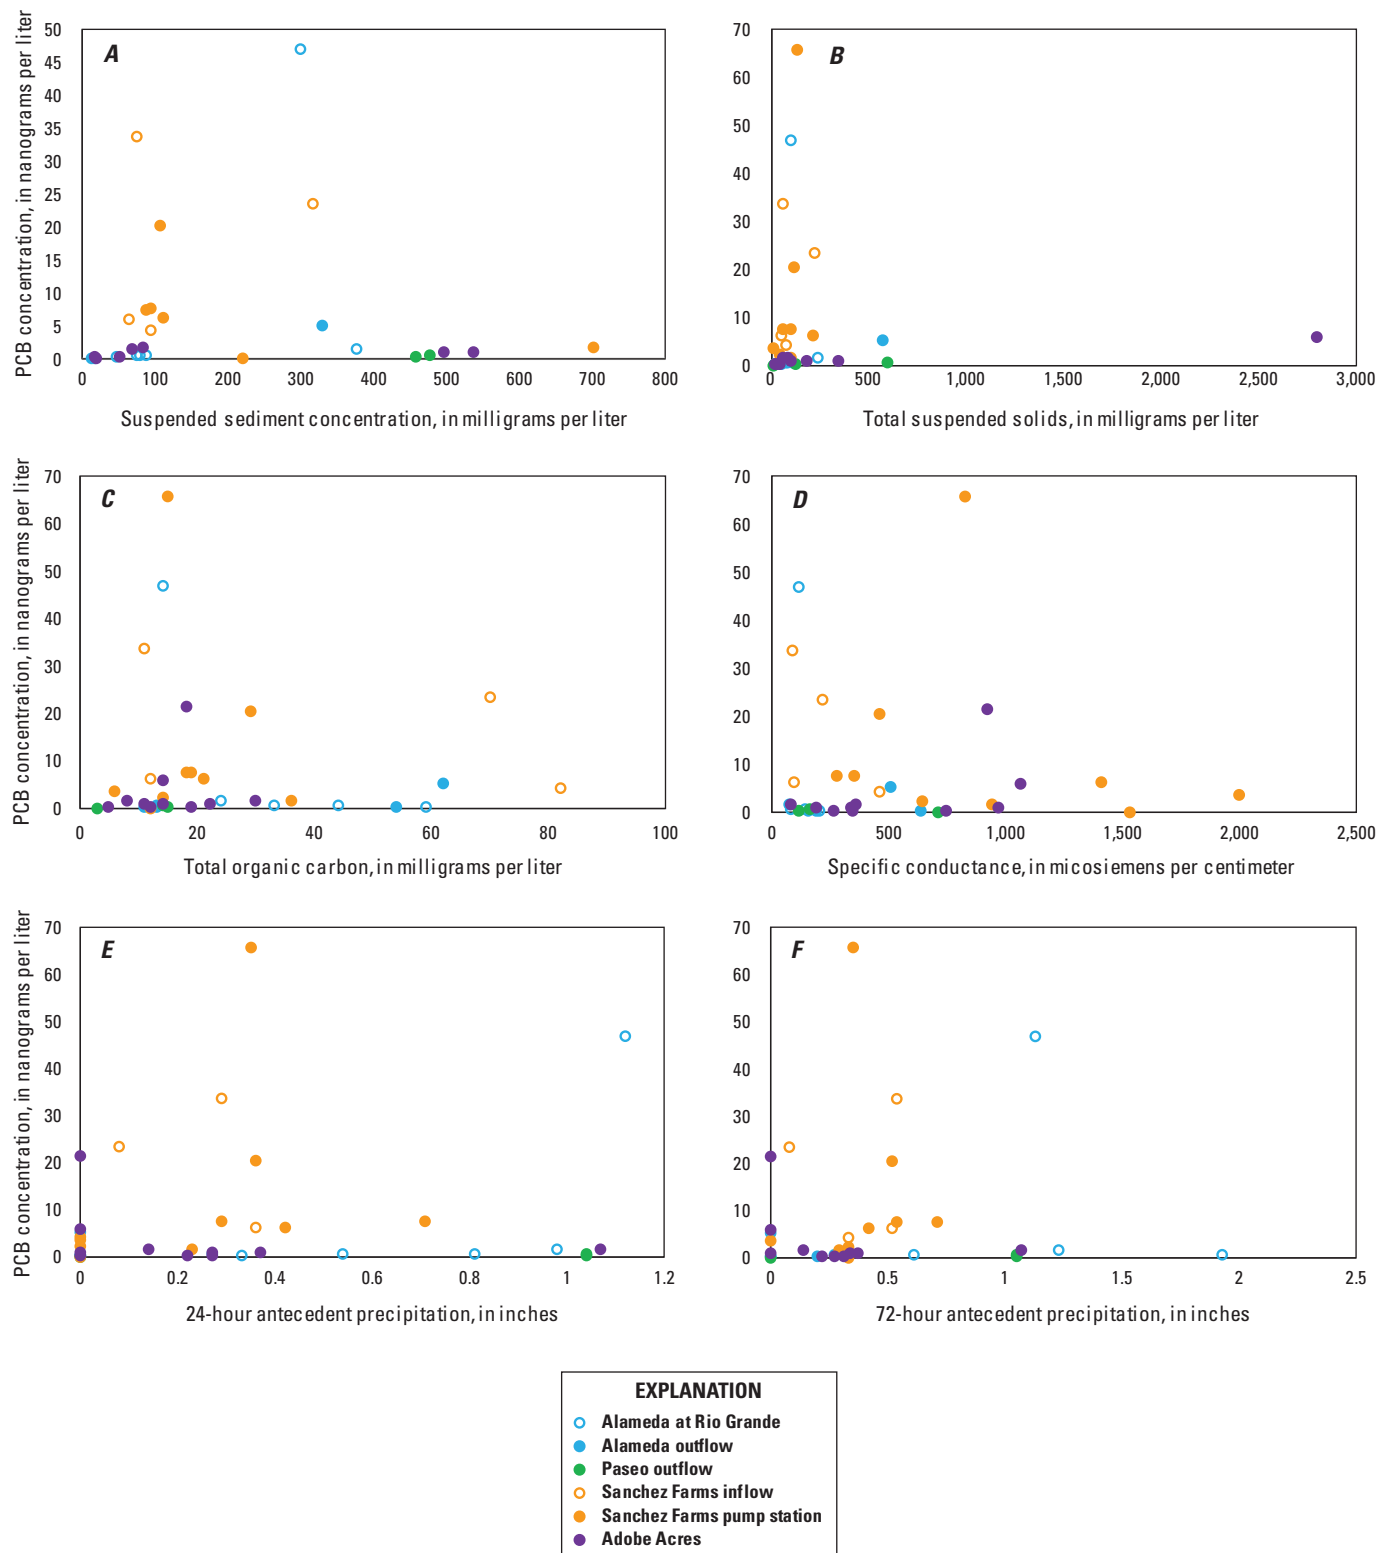 A
PCB concentration, in nanograms per liter
50
45
40
35
30
25
20
15
10
5
0
0 100 200 300 400 500 600 700 800
Suspended sediment concentration, in milligrams per liter
B
70
60
50
40
30
20
10
0
0 500 1,000 1,500 2,000 2,500 3,000
Total suspended solids, in milligrams per liter
C
PCB concentration, in nanograms per liter
70
60
50
40
30
20
10
0
0 20 40 60 80 100
Total organic carbon, in milligrams per liter
D
70
60
50
40
30
20
10
0
0 500 1,000 1,500 2,000 2,500
Specific conductance, in micosiemens per centimeter
E
PCB concentration, in nanograms per liter
70
60
50
40
30
20
10
0
0 0.2 0.4 0.6 0.8 1 1.2
24-hour antecedent precipitation, in inches
F
70
60
50
40
30
20
10
0
0 0.5 1 1.5 2 2.5
72-hour antecedent precipitation, in inches
EXPLANATION
Alameda at Rio Grande
Alameda outflow
Paseo outflow
Sanchez Farms inflow
Sanchez Farms pump station
Adobe Acres